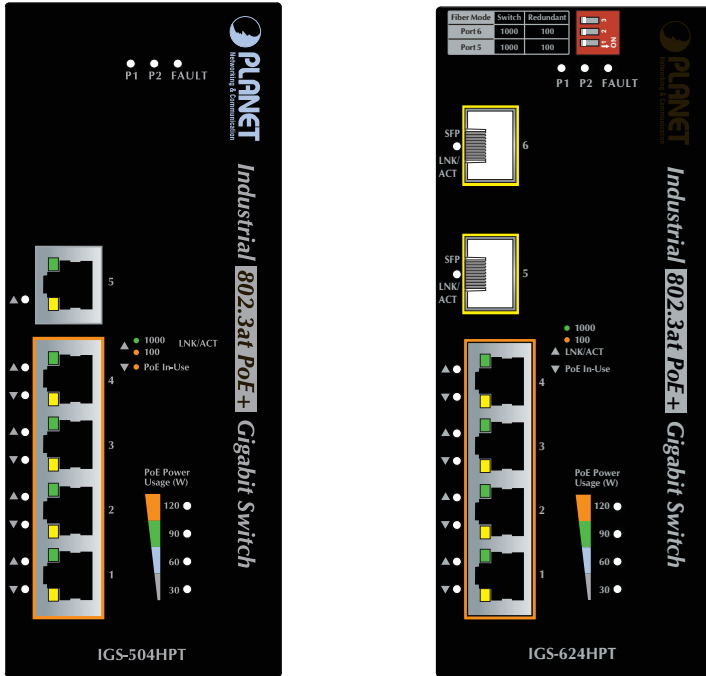 PLANET
Networking & Communication
P1 P2 FAULT
Industrial 802.3at PoE+ Gigabit Switch
5
1000 LNK/ACT
100
PoE In-Use
4
3
2
1
PoE Power
Usage (W)
120
90
60
30
IGS-504HPT
Fiber Mode Switch Redundant
Port 6 1000 100
Port 5 1000 100
1 2 3
ON
PLANET
Networking & Communication
P1 P2 FAULT
SFP
6
LNK/
ACT
Industrial 802.3at PoE+ Gigabit Switch
SFP
5
LNK/
ACT
1000
100
LNK/ACT
PoE In-Use
4
3
2
1
PoE Power
Usage (W)
120
90
60
30
IGS-624HPT